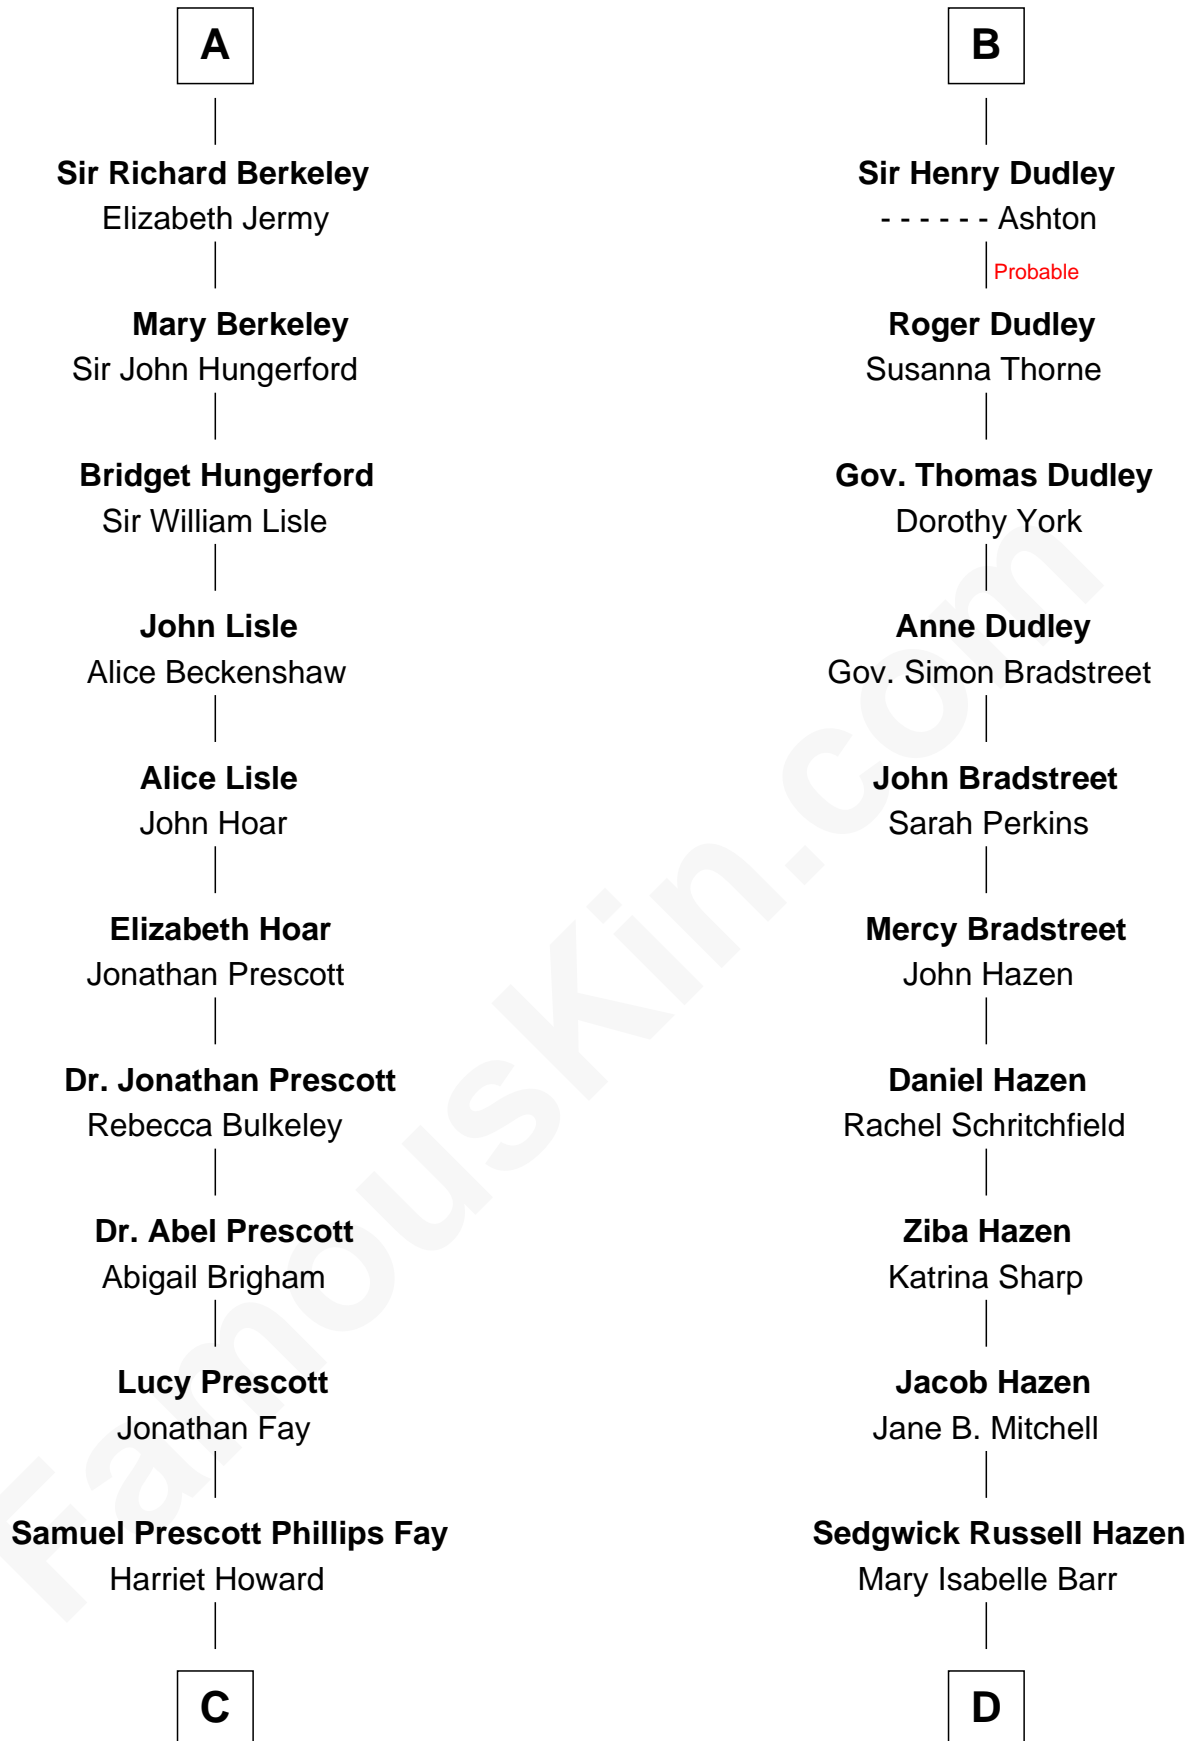 A
Sir Richard Berkeley
Elizabeth Jermy
Mary Berkeley
Sir John Hungerford
Bridget Hungerford
Sir William Lisle
John Lisle
Alice Beckenshaw
Alice Lisle
John Hoar
Elizabeth Hoar
Jonathan Prescott
Dr. Jonathan Prescott
Rebecca Bulkeley
Dr. Abel Prescott
Abigail Brigham
Lucy Prescott
Jonathan Fay
Samuel Prescott Phillips Fay
Harriet Howard
C
B
Sir Henry Dudley
- - - - - - Ashton
Probable
Roger Dudley
Susanna Thorne
Gov. Thomas Dudley
Dorothy York
Anne Dudley
Gov. Simon Bradstreet
John Bradstreet
Sarah Perkins
Mercy Bradstreet
John Hazen
Daniel Hazen
Rachel Schritchfield
Ziba Hazen
Katrina Sharp
Jacob Hazen
Jane B. Mitchell
Sedgwick Russell Hazen
Mary Isabelle Barr
D
FamousKin.com